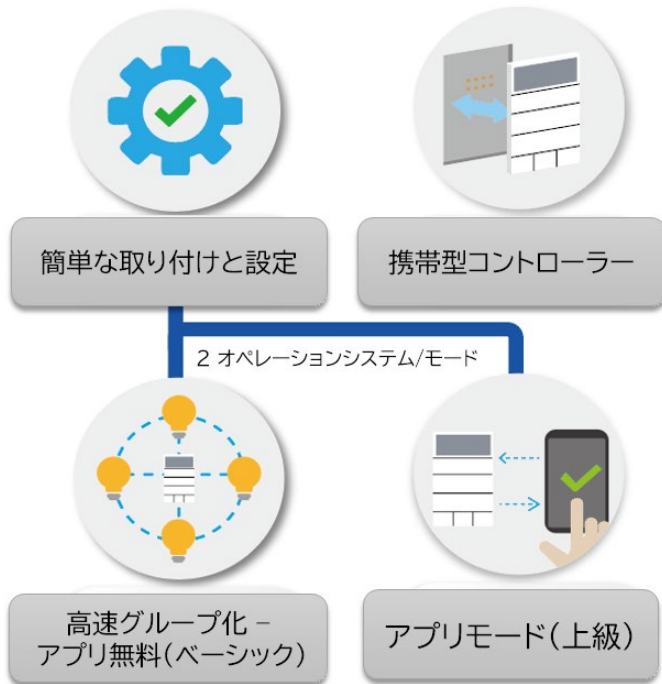 簡単な取り付けと設定
携帯型コントローラー
2 オペレーションシステム/モード
高速グループ化 –
アプリ無料(ベーシック)
アプリモード(上級)